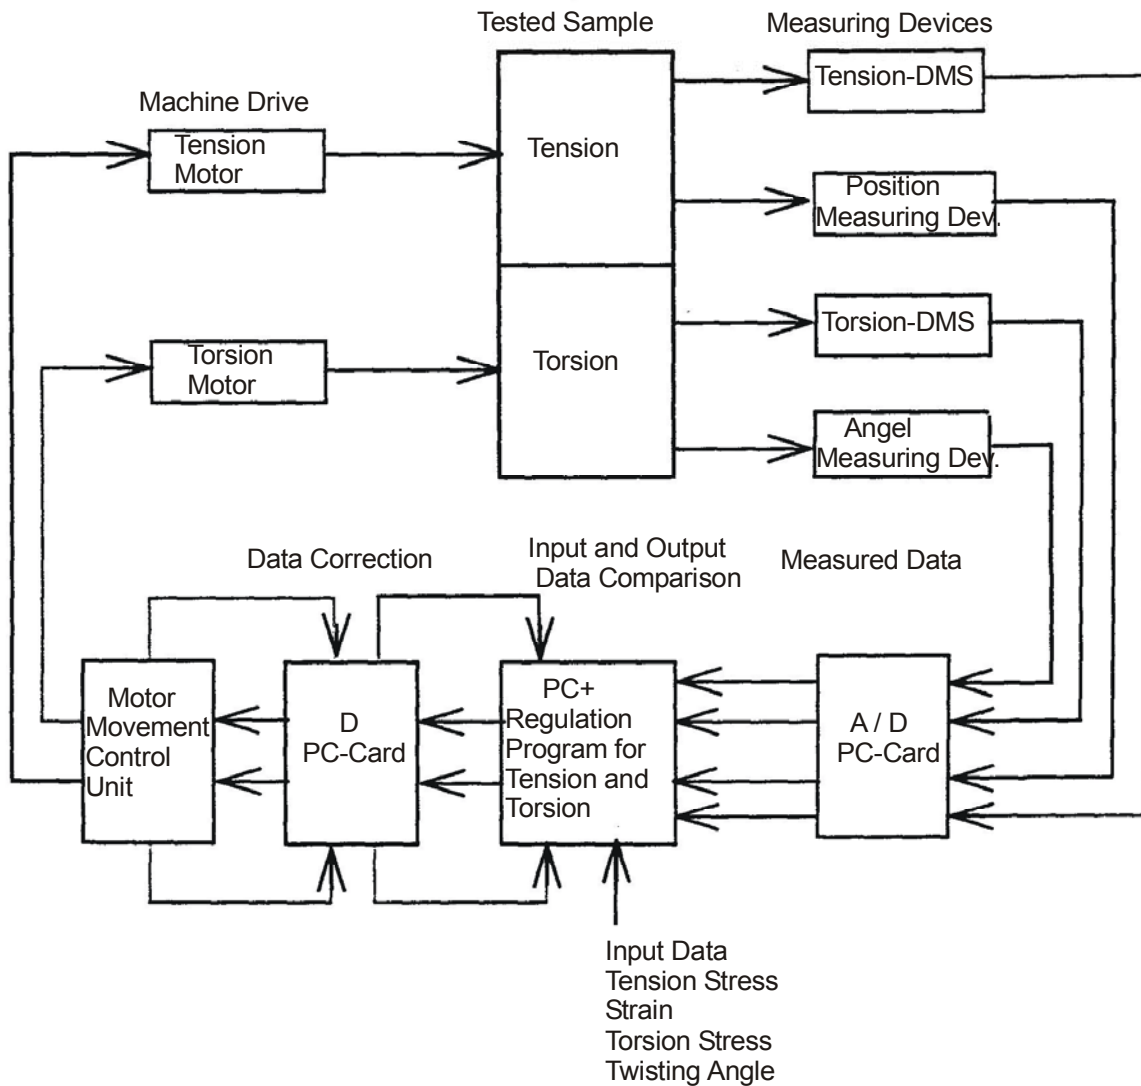 Tested Sample
Measuring Devices
Machine Drive
Tension
Motor
Tension
Tension-DMS
Position
Measuring Dev.
Torsion
Motor
Torsion
Torsion-DMS
Angel
Measuring Dev.
Data Correction
Input and Output
Data Comparison
Measured Data
Motor
Movement
Control
Unit
D
PC-Card
PC+
Regulation
Program for
Tension and
Torsion
A / D
PC-Card
Input Data
Tension Stress
Strain
Torsion Stress
Twisting Angle